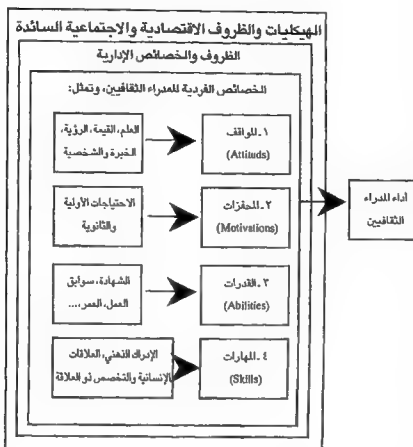 الهيكليات والظروف الاقتصادية والاجتماعية السائدة
الظروف والخصائص الإدارية
الخصائص الفردية للمدراء الثقافيين، وتمثل:
العلم، القيمة، الرؤية،
الخبرة والشخصية
١ ـ المواقف
(Attituds)
الاحتياجات الأولية
والثانوية
٢ ـ المحفزات
(Motivations)
أداء المدراء
الثقافيين
الشهادة، سوابق
العمل، العمر،...
٣ ـ القدرات
(Abilities)
الإدراك الذهني، العلاقات
الإنسانية والتخصص ذو العلاقة
٤ ـ المهارات
(Skills)